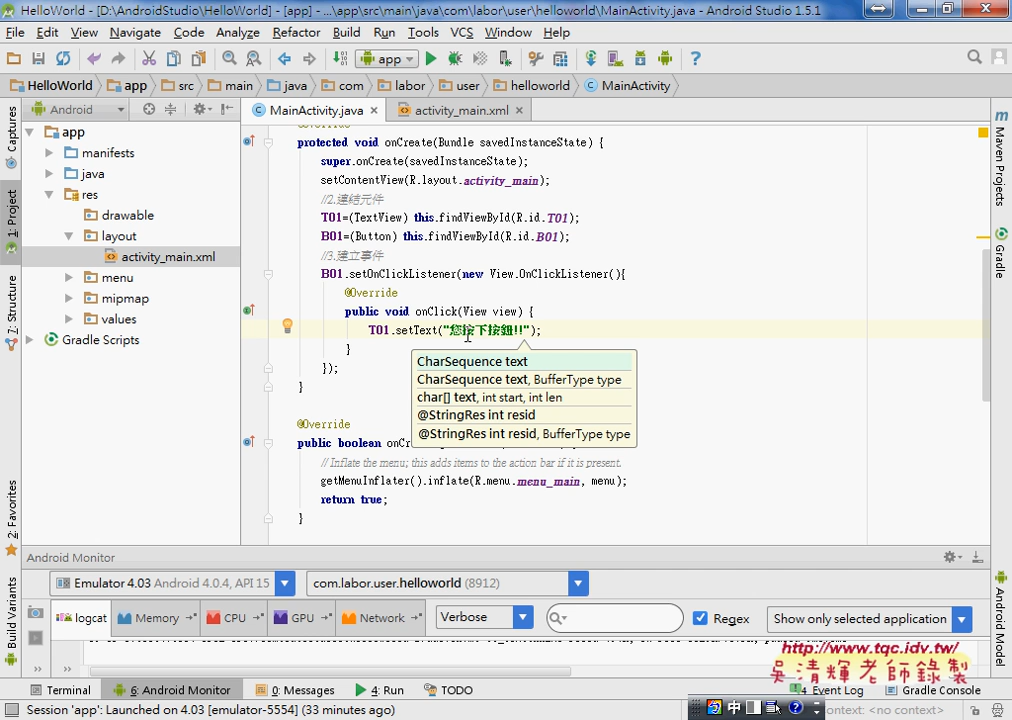 HelloWorld - [D:\AndroidStudio\HelloWorld] - [app] - ...\app\src\main\java\com\labor\user\helloworld\MainActivity.java - Android Studio 1.5.1
File Edit View Navigate Code Analyze Refactor Build Run Tools VCS Window Help
app
HelloWorld app src main java com labor user helloworld MainActivity
Android
MainActivity.java activity_main.xml
app
manifests
java
res
drawable
layout
activity_main.xml
menu
mipmap
values
Gradle Scripts
Captures
1: Project
7: Structure
2: Favorites
Build Variants
@Override
protected void onCreate(Bundle savedInstanceState) {
super.onCreate(savedInstanceState);
setContentView(R.layout.activity_main);
//2.連結元件
T01=(TextView) this.findViewById(R.id.T01);
B01=(Button) this.findViewById(R.id.B01);
//3.建立事件
B01.setOnClickListener(new View.OnClickListener(){
@Override
public void onClick(View view) {
T01.setText("您按下按鈕!!");
}
});
}
CharSequence text
CharSequence text, BufferType type
char[] text, int start, int len
@StringRes int resid
@StringRes int resid, BufferType type
@Override
public boolean onC
// Inflate the menu; this adds items to the action bar if it is present.
getMenuInflater().inflate(R.menu.menu_main, menu);
return true;
}
Maven Projects
Gradle
Android Model
Android Monitor
Emulator 4.03 Android 4.0.4, API 15 com.labor.user.helloworld (8912)
logcat Memory CPU GPU Network Verbose Regex Show only selected application
http://www.tqc.idv.tw/
吳清輝老師錄製
Terminal 6: Android Monitor 0: Messages 4: Run TODO 4 Event Log Gradle Console
Session 'app': Launched on 4.03 [emulator-5554] (33 minutes ago) 中 ontext: <no context>